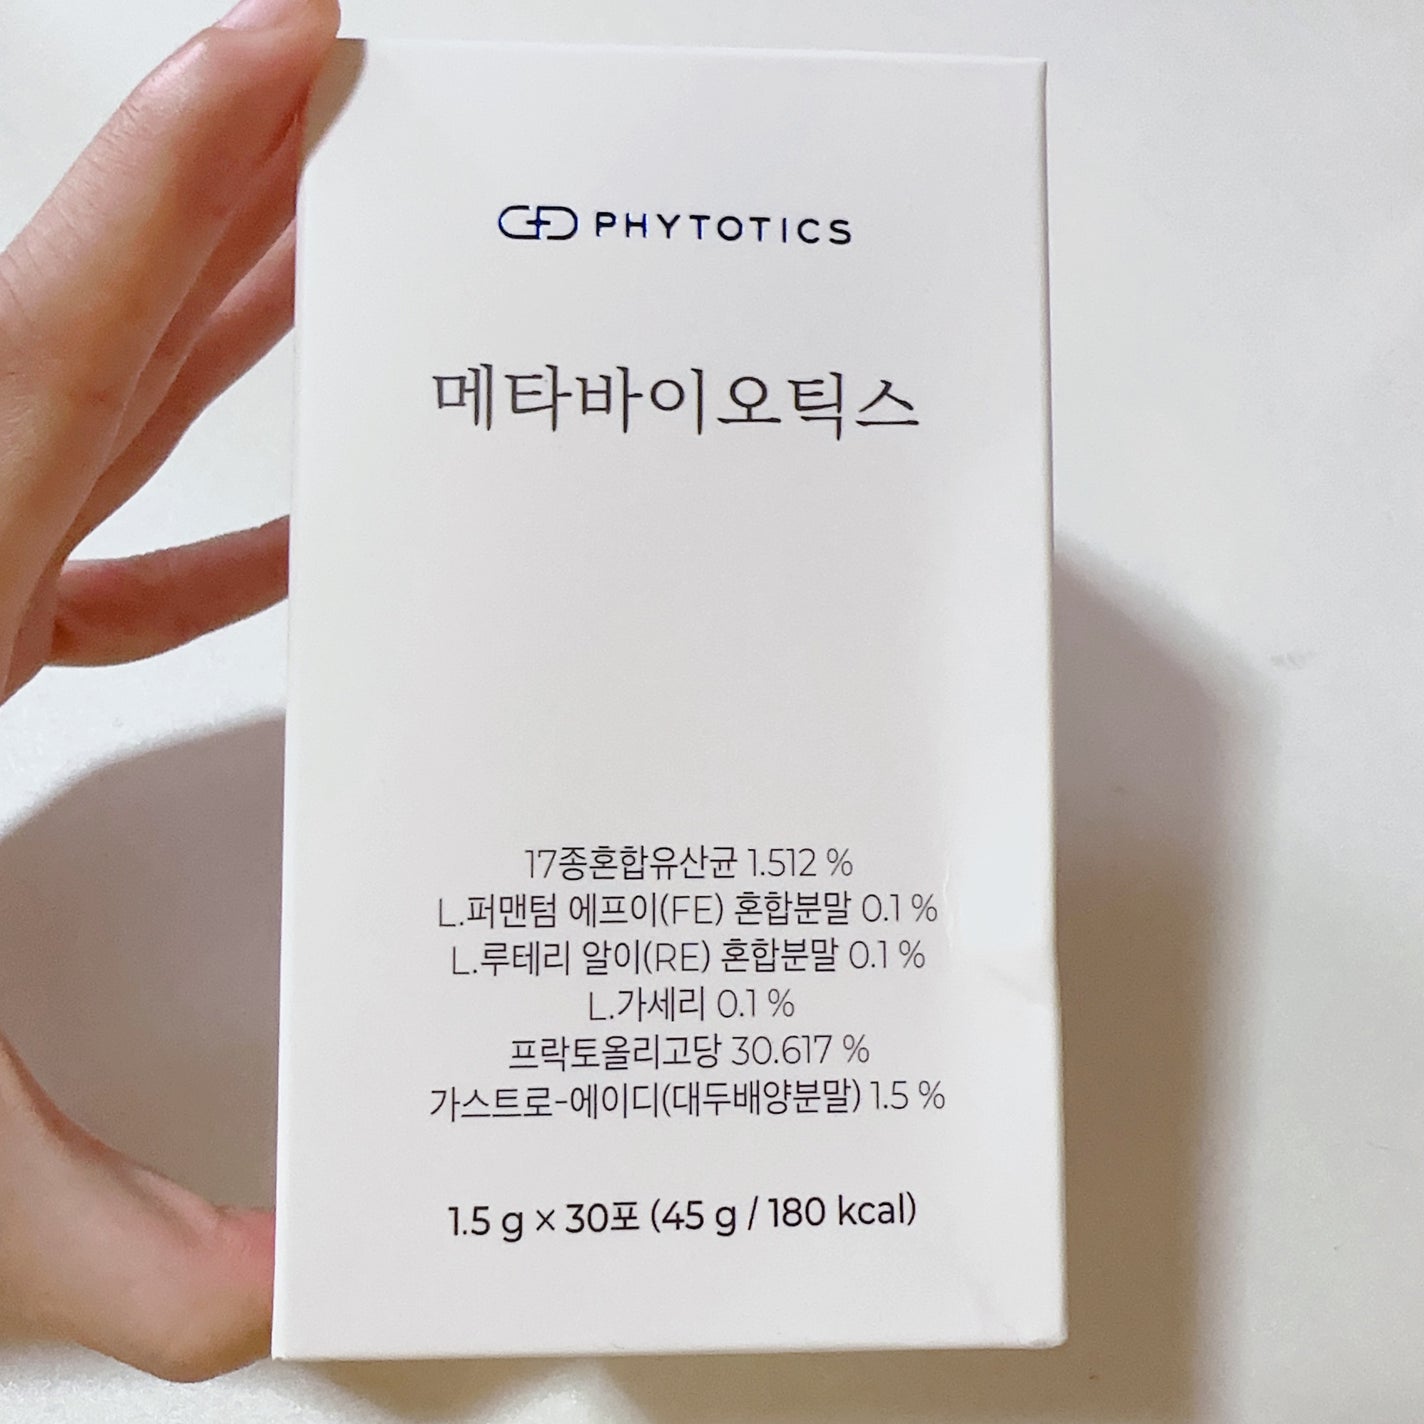 PHYTOTICS
메타바이오틱스
17종혼합유산균 1.512 %
L.퍼맨텀 에프이(FE) 혼합분말 0.1 %
L.루테리 알이(RE) 혼합분말 0.1 %
L.가세리 0.1 %
프락토올리고당 30.617 %
가스트로-에이디(대두배양분말) 1.5 %
1.5 g × 30포 (45 g / 180 kcal)